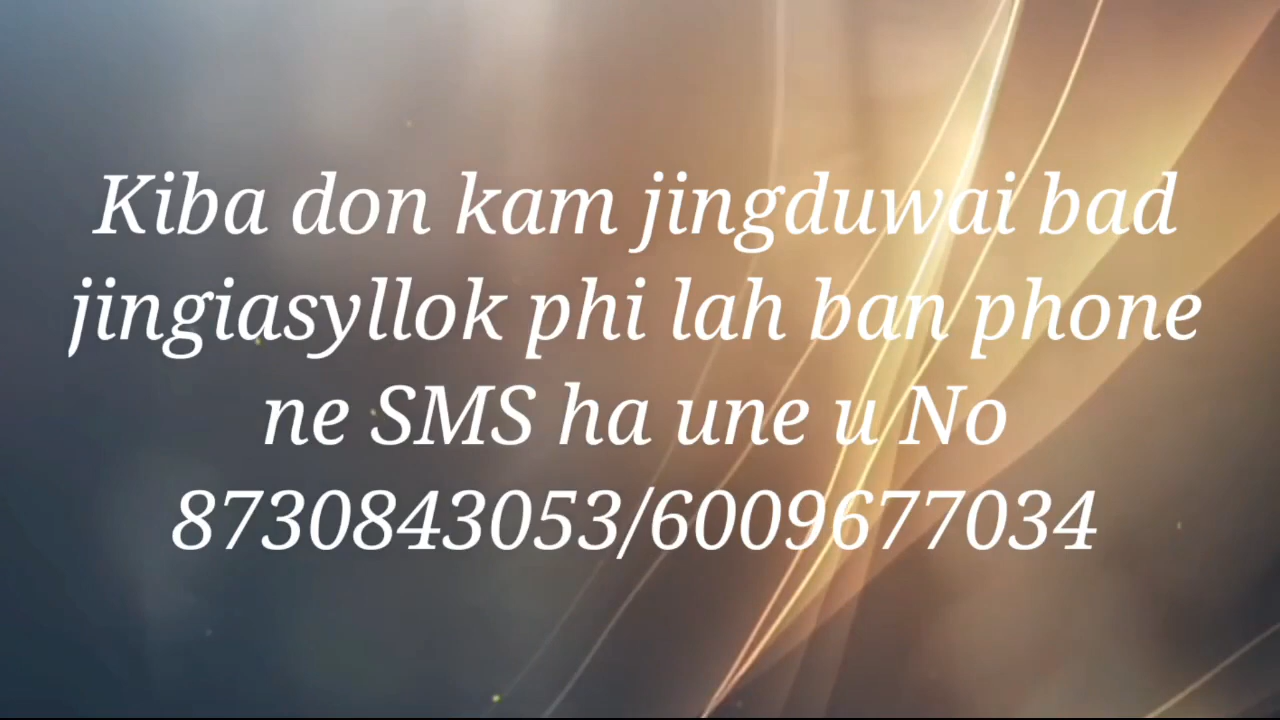 Kiba don kam jingduwai bad
jingiasyllok phi lah ban phone
ne SMS ha une u No
8730843053/6009677034